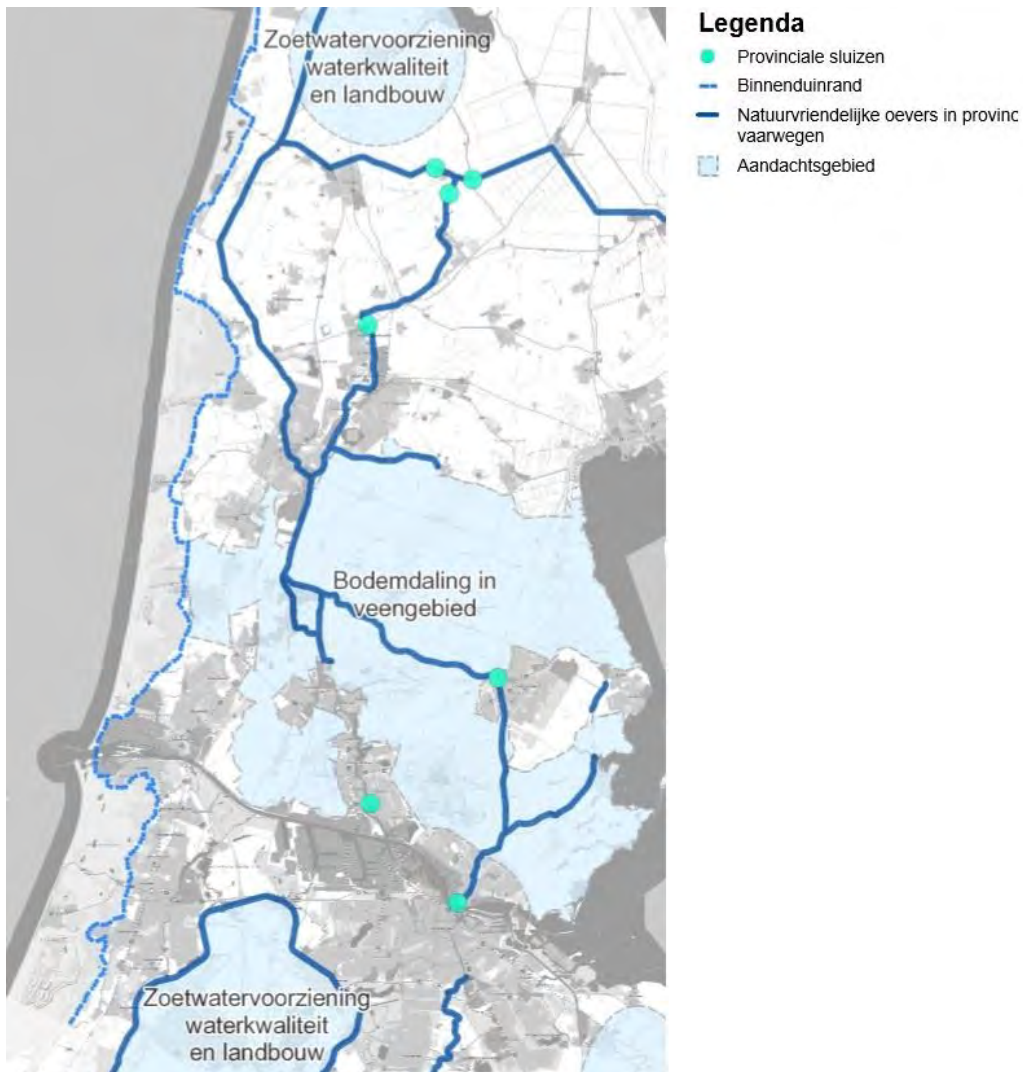 Zoetwatervoorziening
waterkwaliteit
en landbouw
Bodemdaling in
veengebied
Zoetwatervoorziening
waterkwaliteit
en landbouw
Legenda
Provinciale sluizen
Binnenduinrand
Natuurvriendelijke oevers in provinc
vaarwegen
Aandachtsgebied